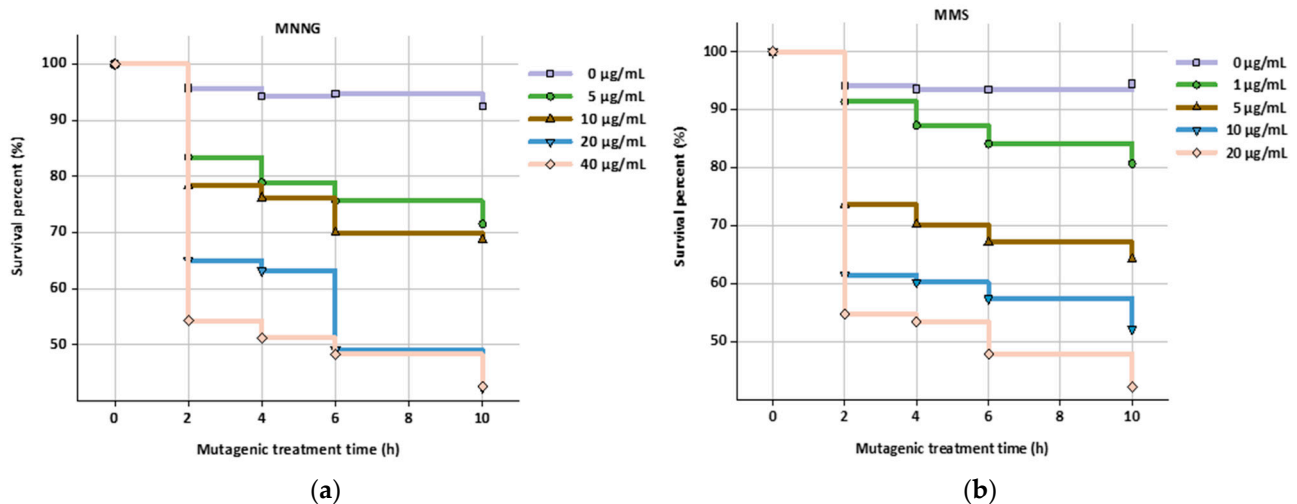 MNNG
Survival percent (%)
100
90
80
70
60
50
0 2 4 6 8 10
Mutagenic treatment time (h)
0 µg/mL
5 µg/mL
10 µg/mL
20 µg/mL
40 µg/mL
(a)
MMS
Survival percent (%)
100
90
80
70
60
50
0 2 4 6 8 10
Mutagenic treatment time (h)
0 µg/mL
1 µg/mL
5 µg/mL
10 µg/mL
20 µg/mL
(b)